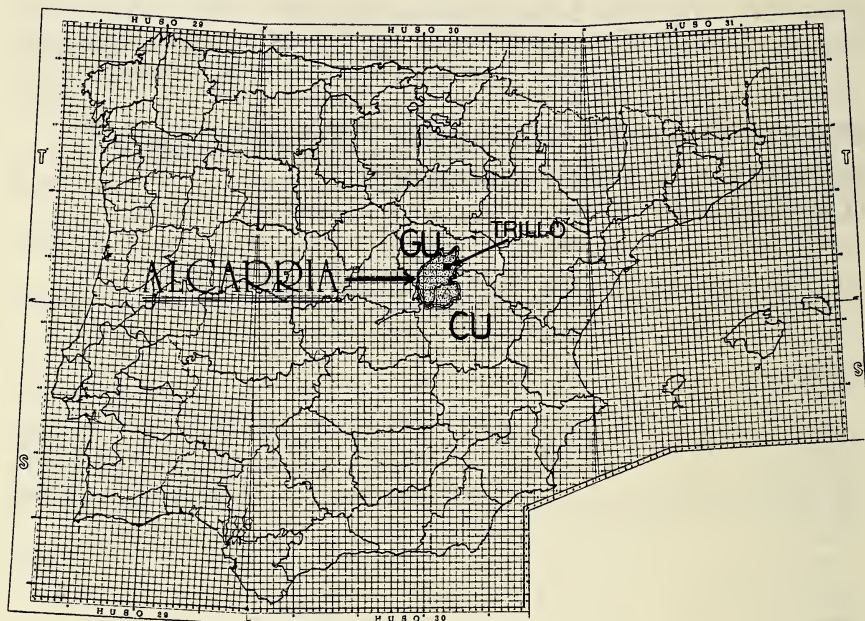 HUSO 29 HUSO 30 HUSO 31
T T
GU TRILLO
ALCARRIA
CU
S
S
HUSO 29 HUSO 30